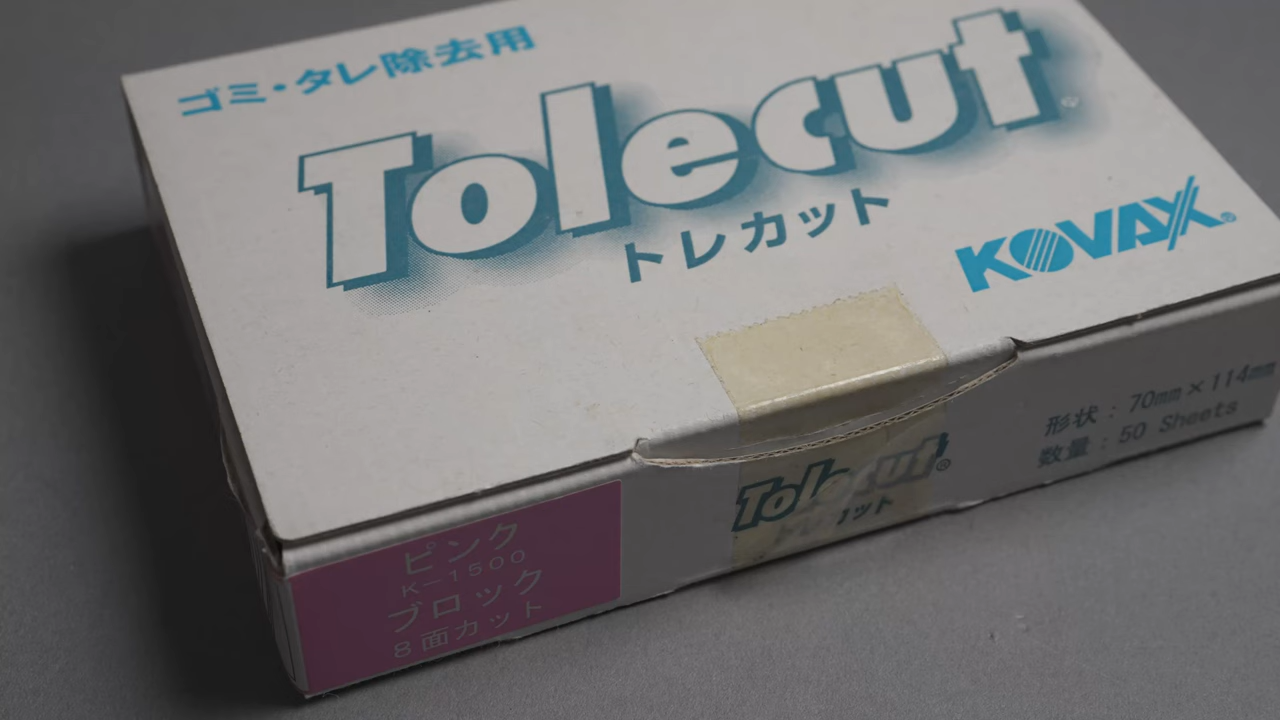 ゴミ・タレ除去用
Tolecut
トレカット
KOVAX®
形状：70mm×114mm
数量：50 Sheets
Tolecut®
トレカット
ピンク
K-1500
ブロック
8面カット